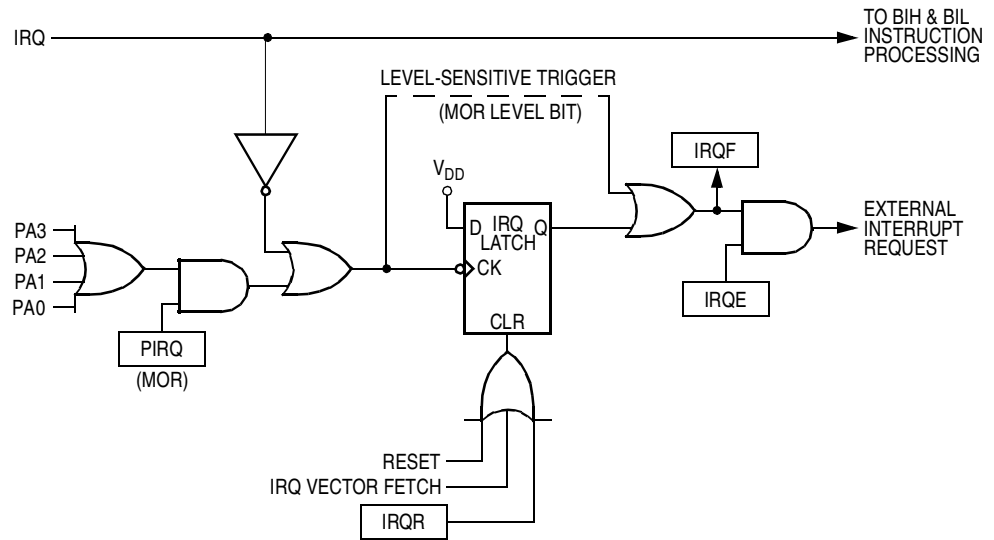 IRQ
TO BIH & BIL
INSTRUCTION
PROCESSING
LEVEL-SENSITIVE TRIGGER
(MOR LEVEL BIT)
IRQF
VDD
PA3
PA2
PA1
PA0
D IRQ Q
LATCH
CK
CLR
EXTERNAL
INTERRUPT
REQUEST
IRQE
PIRQ
(MOR)
RESET
IRQ VECTOR FETCH
IRQR